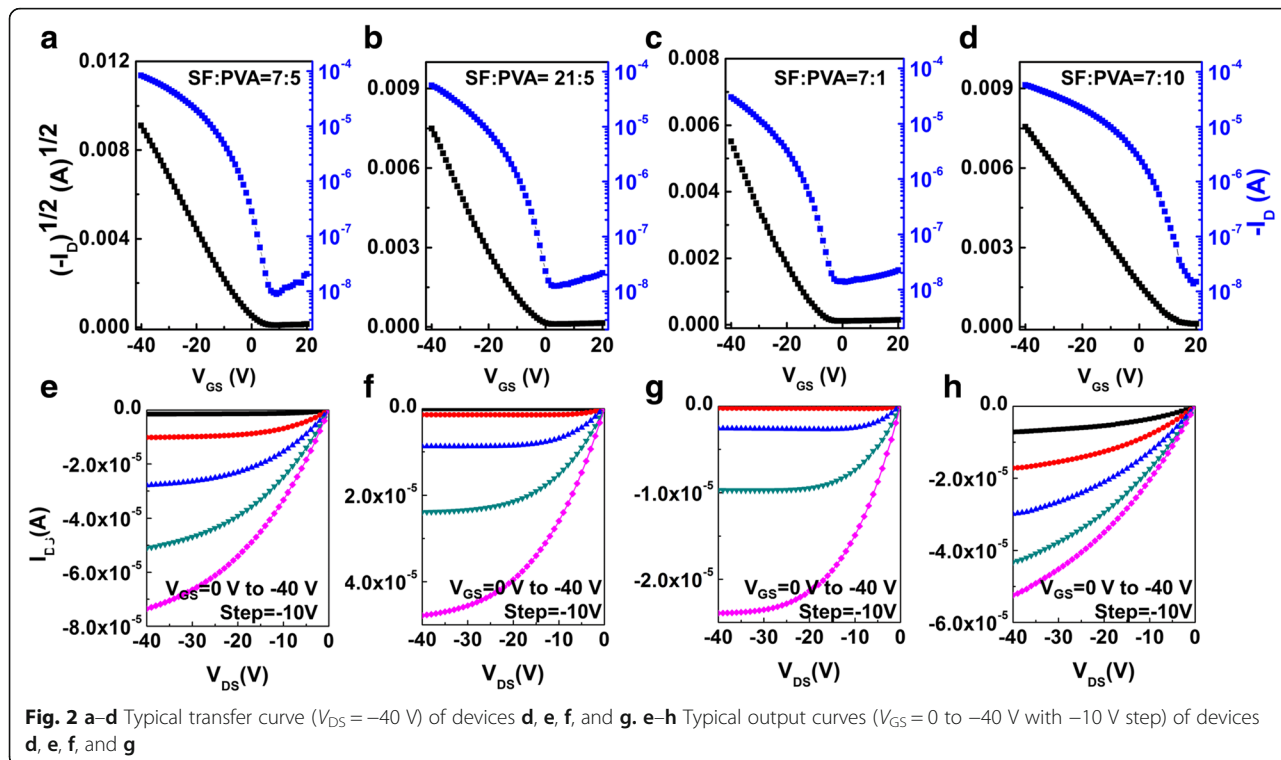 a
b
c
d
SF:PVA=7:5
SF:PVA= 21:5
SF:PVA=7:1
SF:PVA=7:10
(-I_D)^1/2 (A)^1/2
0.012
0.008
0.004
0.000
10^-4
10^-5
10^-6
10^-7
10^-8
-40 -20 0 20
V_GS (V)
0.009
0.006
0.003
0.000
10^-4
10^-5
10^-6
10^-7
10^-8
-40 -20 0 20
V_GS (V)
0.008
0.006
0.004
0.002
0.000
10^-4
10^-5
10^-6
10^-7
10^-8
-40 -20 0 20
V_GS (V)
0.009
0.006
0.003
0.000
10^-4
10^-5
10^-6
10^-7
10^-8
-I_D (A)
-40 -20 0 20
V_GS (V)
e
f
g
h
I_DS(A)
0.0
-2.0x10^-5
-4.0x10^-5
-6.0x10^-5
-8.0x10^-5
V_GS=0 V to -40 V
Step=-10V
-40 -30 -20 -10 0
V_DS(V)
0.0
2.0x10^-5
4.0x10^-5
V_GS=0 V to -40 V
Step=-10V
-40 -30 -20 -10 0
V_DS(V)
0.0
-1.0x10^-5
-2.0x10^-5
V_GS=0 V to -40 V
Step=-10V
-40 -30 -20 -10 0
V_DS(V)
0.0
-2.0x10^-5
-4.0x10^-5
-6.0x10^-5
V_GS=0 V to -40 V
Step=-10V
-40 -30 -20 -10 0
V_DS(V)
Fig. 2 a–d Typical transfer curve (V_DS = −40 V) of devices d, e, f, and g. e–h Typical output curves (V_GS = 0 to −40 V with −10 V step) of devices
d, e, f, and g